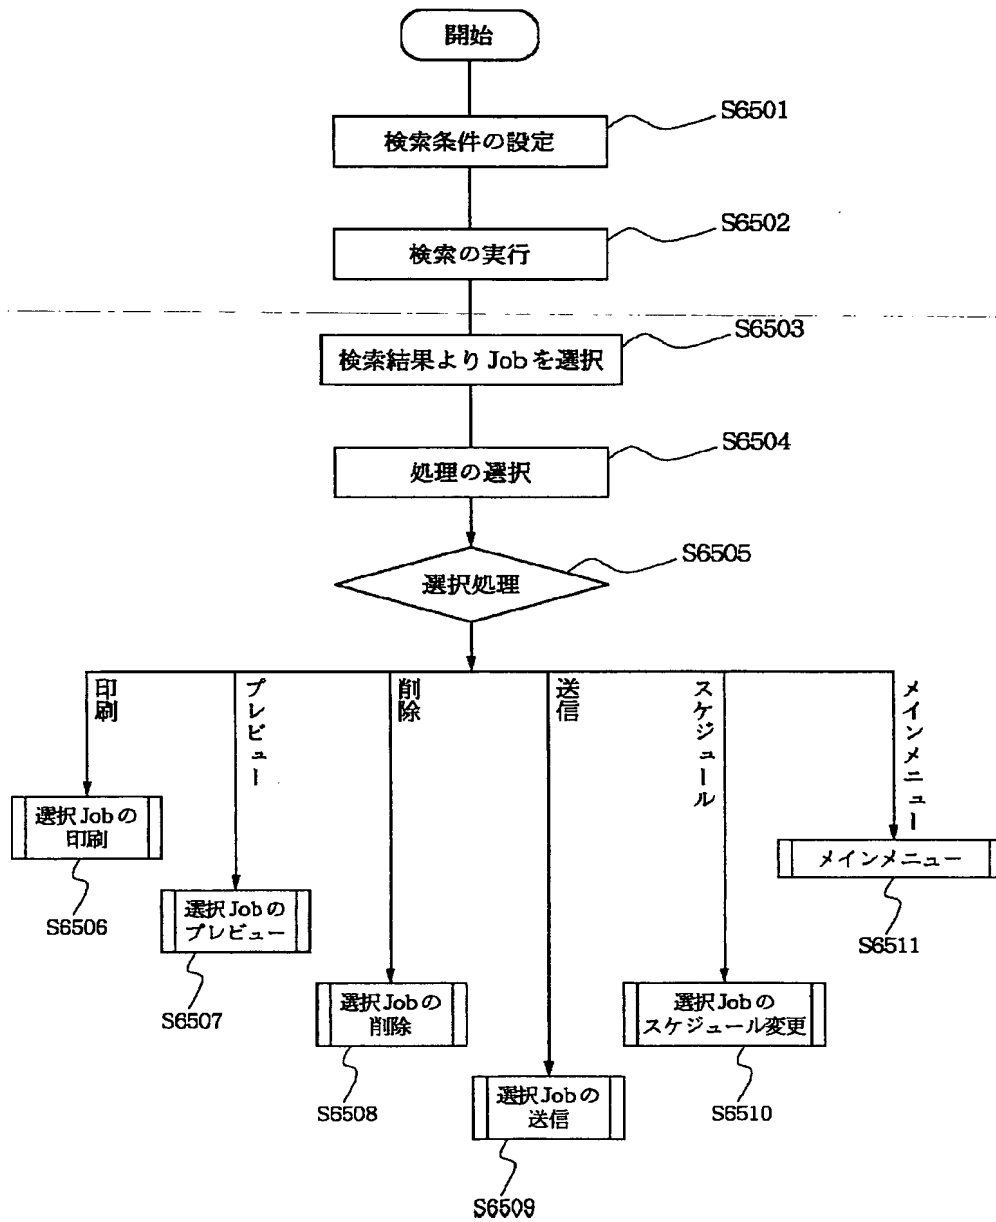 開始
S6501
検索条件の設定
S6502
検索の実行
S6503
検索結果より Jobを選択
S6504
処理の選択
S6505
選択処理
印刷
プレビュー
削除
送信
スケジュール
メインメニュー
選択Jobの
印刷
S6506
選択Jobの
プレビュー
S6507
選択Jobの
削除
S6508
選択Jobの
送信
S6509
選択Jobの
スケジュール変更
S6510
メインメニュー
S6511